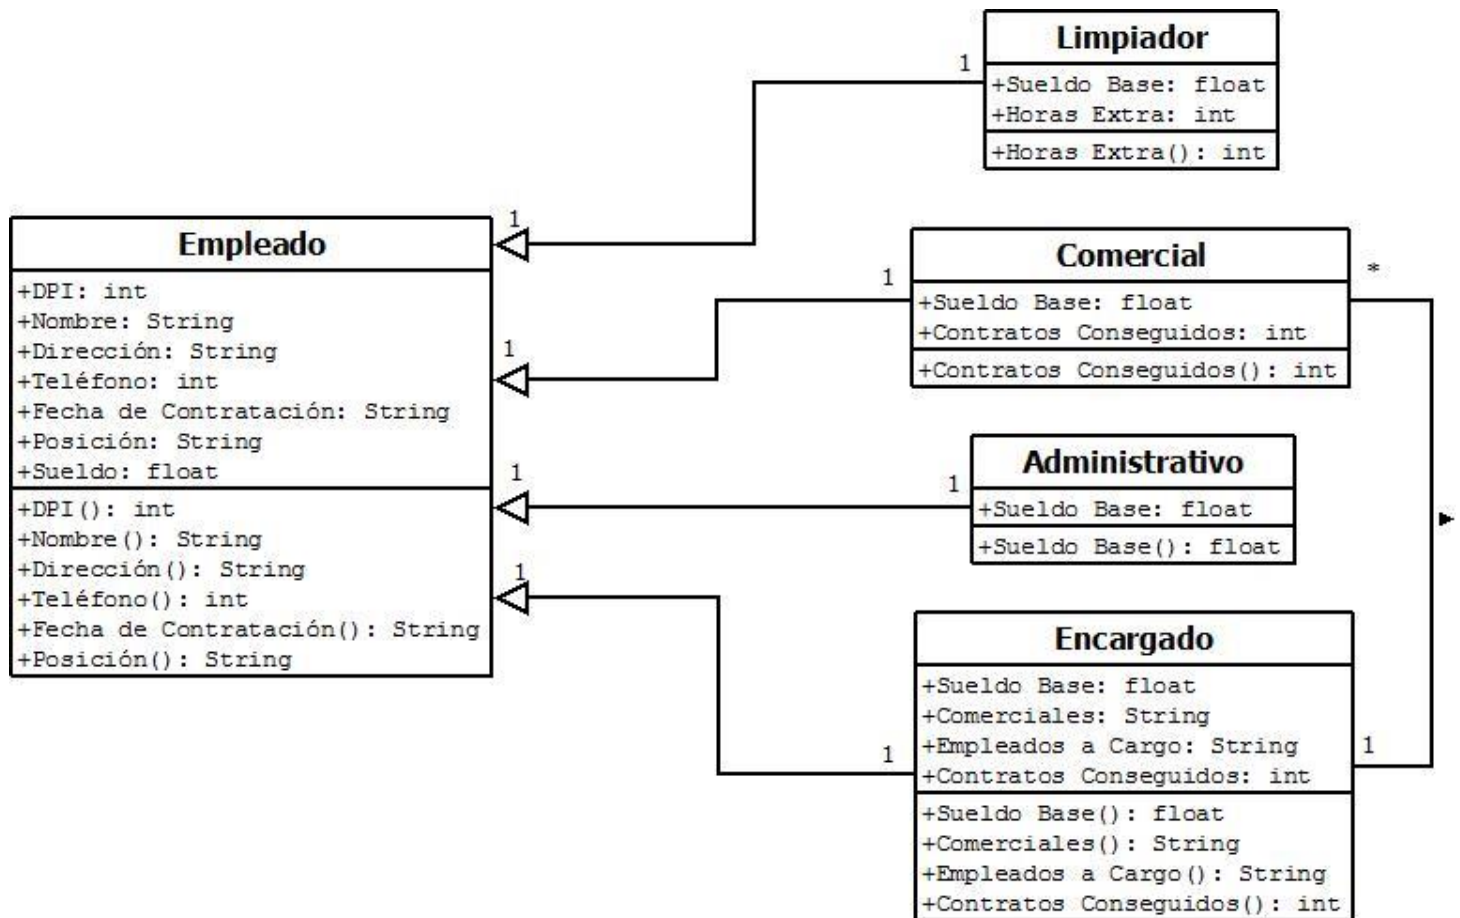 Limpiador
+Sueldo Base: float
+Horas Extra: int
+Horas Extra(): int
1
1
Empleado
+DPI: int
+Nombre: String
+Dirección: String
+Teléfono: int
+Fecha de Contratación: String
+Posición: String
+Sueldo: float
+DPI(): int
+Nombre(): String
+Dirección(): String
+Teléfono(): int
+Fecha de Contratación(): String
+Posición(): String
Comercial
+Sueldo Base: float
+Contratos Conseguidos: int
+Contratos Conseguidos(): int
1
1
*
Administrativo
+Sueldo Base: float
+Sueldo Base(): float
1
1
Encargado
+Sueldo Base: float
+Comerciales: String
+Empleados a Cargo: String
+Contratos Conseguidos: int
+Sueldo Base(): float
+Comerciales(): String
+Empleados a Cargo(): String
+Contratos Conseguidos(): int
1
1
1